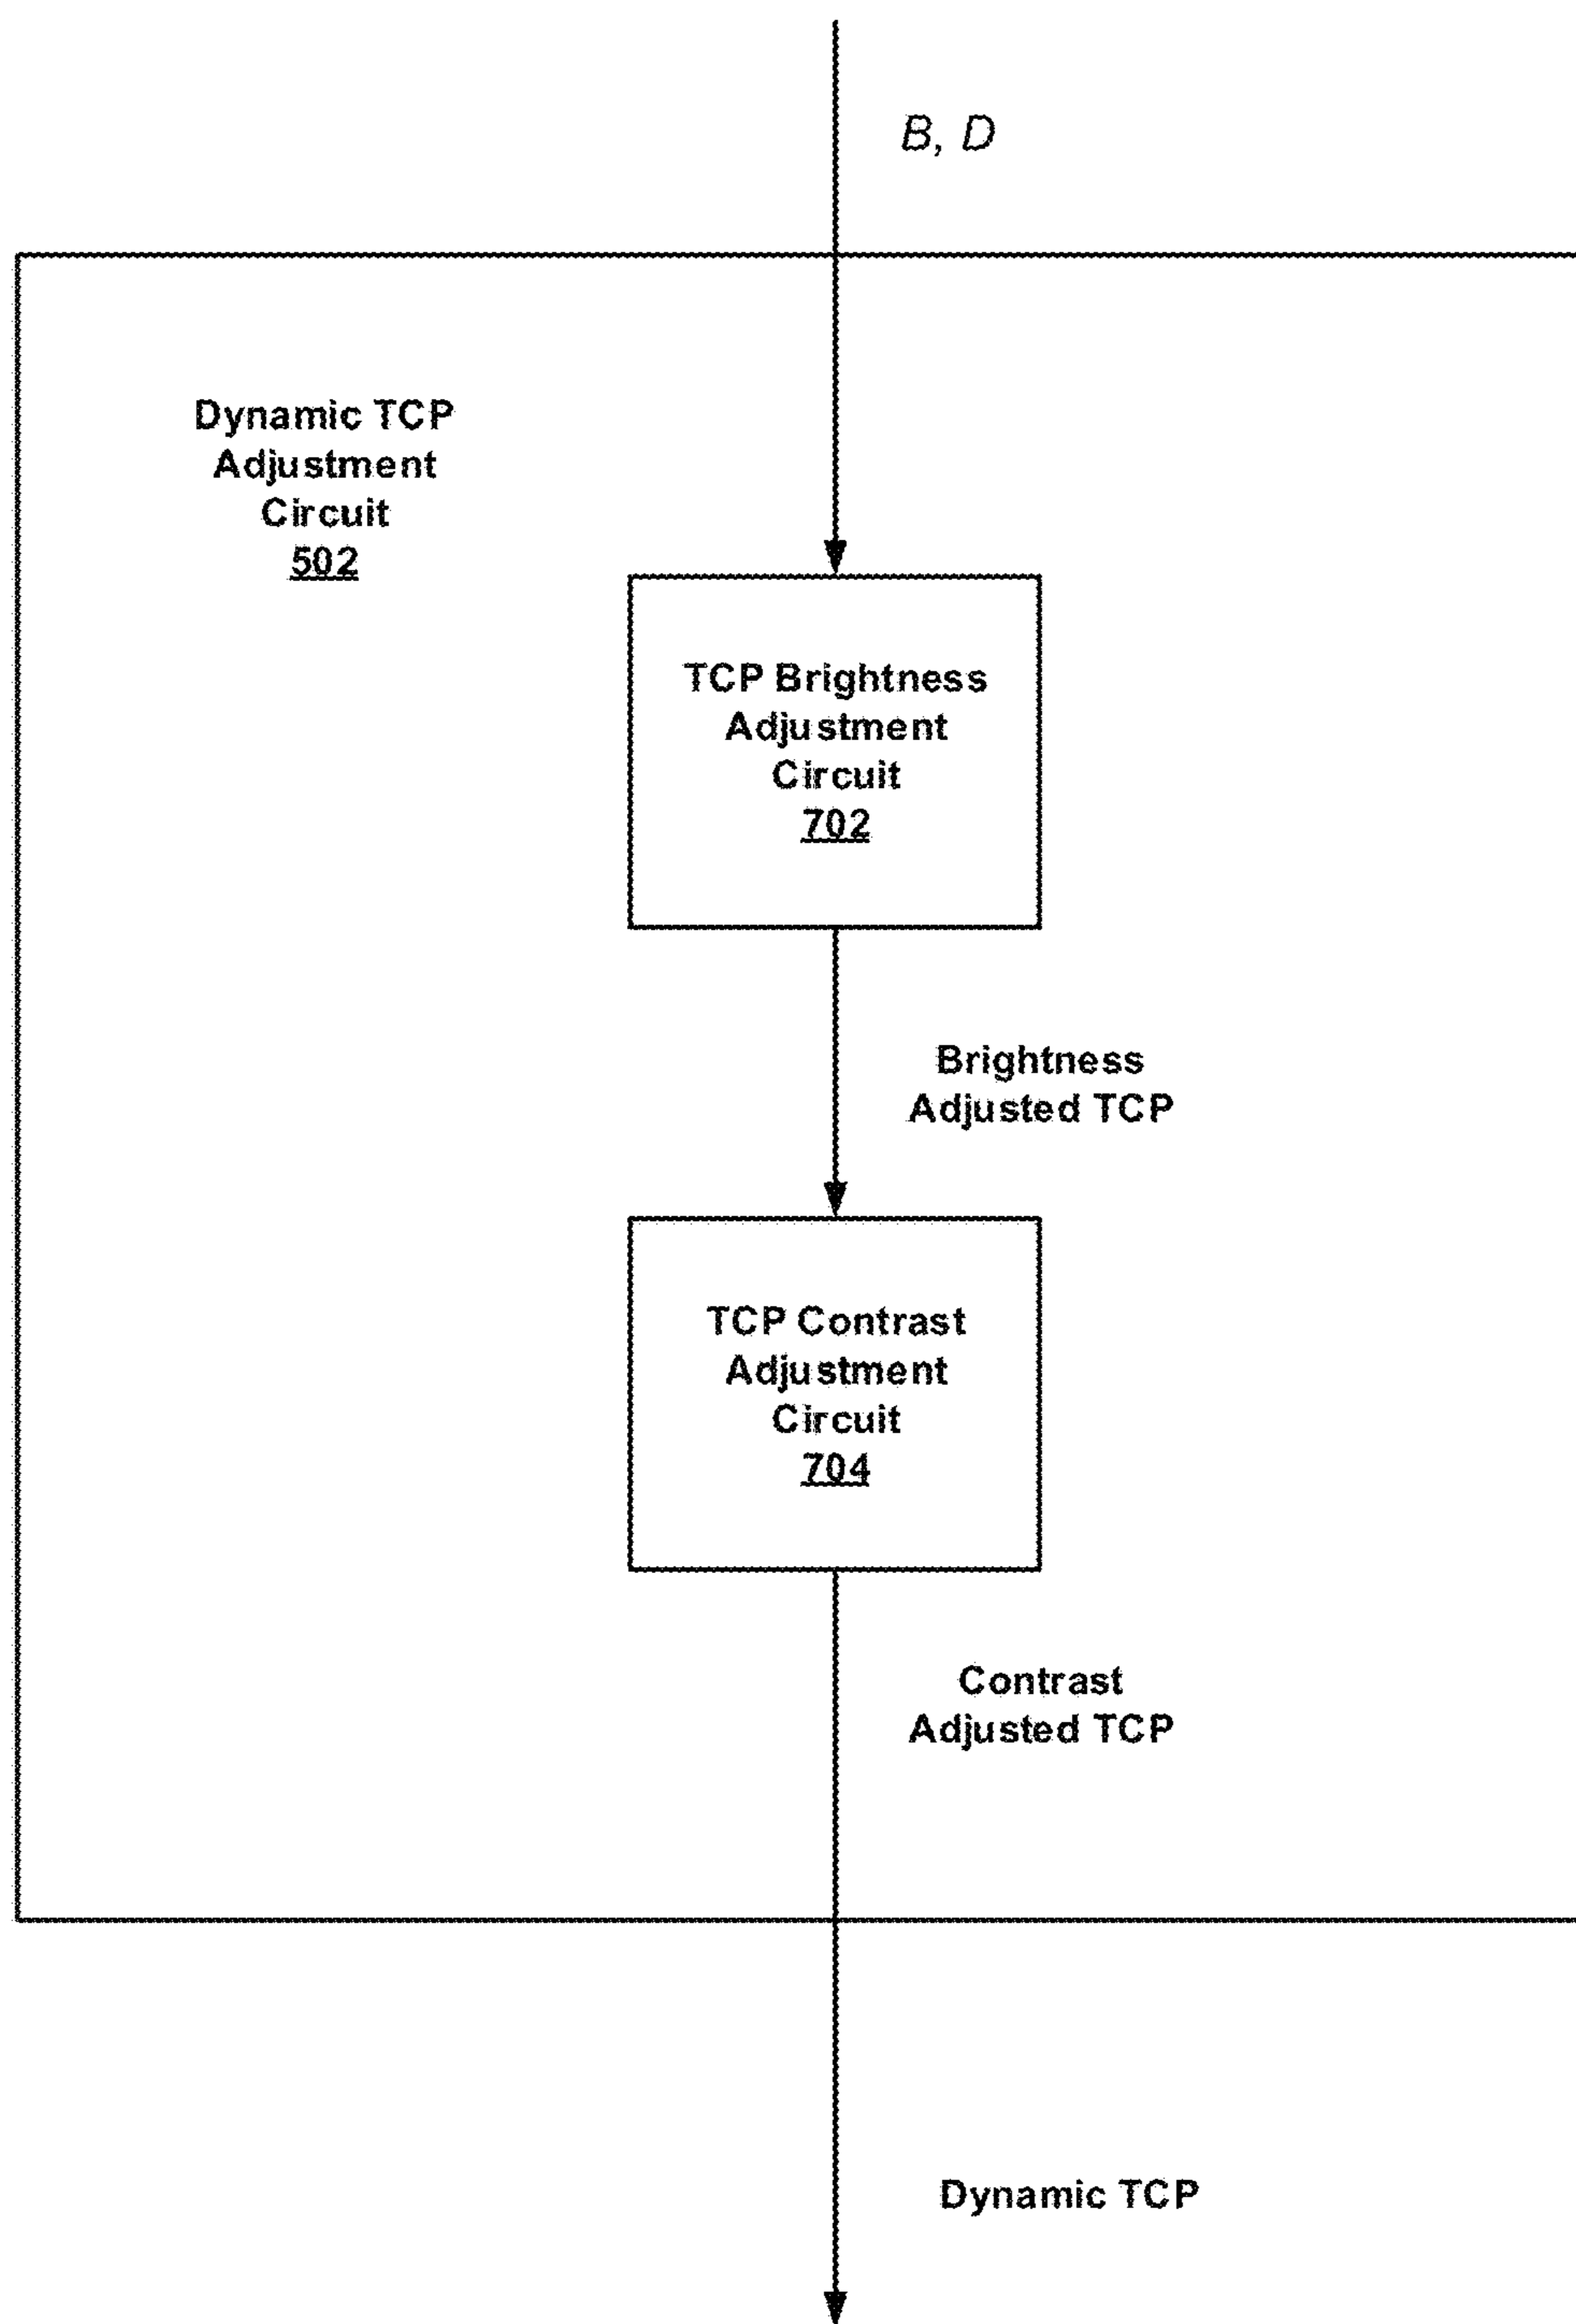 B, D
Dynamic TCP
Adjustment
Circuit
502
TCP Brightness
Adjustment
Circuit
702
Brightness
Adjusted TCP
TCP Contrast
Adjustment
Circuit
704
Contrast
Adjusted TCP
Dynamic TCP